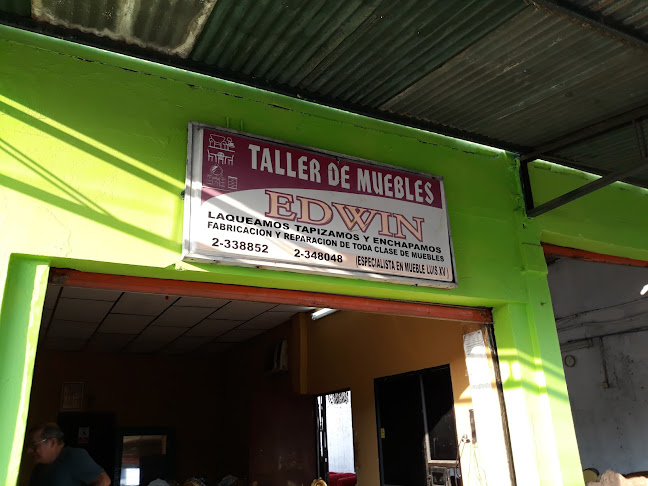 TALLER DE MUEBLES
EDWIN
LAQUEAMOS TAPIZAMOS Y ENCHAPAMOS
FABRICACION Y REPARACION DE TODA CLASE DE MUEBLES
2-338852 2-348048 (ESPECIALISTA EN MUEBLE LUIS XV)